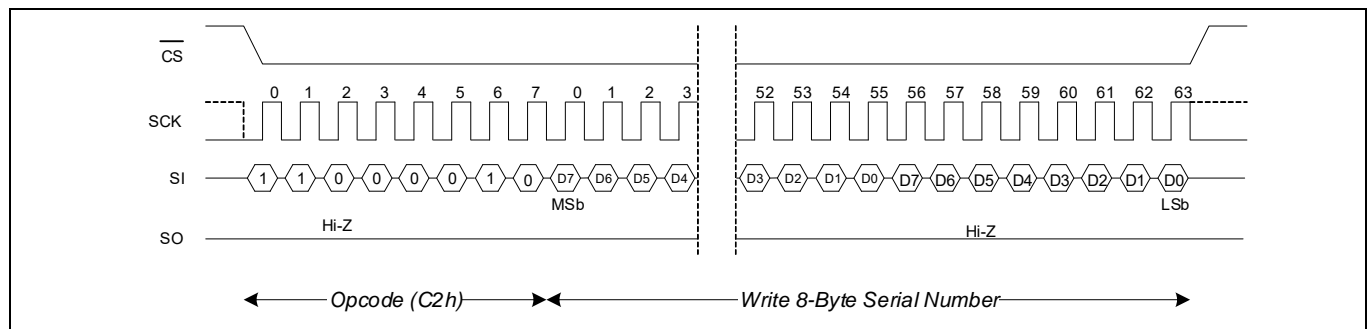 CS
0 1 2 3 4 5 6 7 0 1 2 3 52 53 54 55 56 57 58 59 60 61 62 63
SCK
SI 1 1 0 0 0 0 1 0 D7 D6 D5 D4 D3 D2 D1 D0 D7 D6 D5 D4 D3 D2 D1 D0
MSb LSb
Hi-Z Hi-Z
SO
Opcode (C2h) Write 8-Byte Serial Number